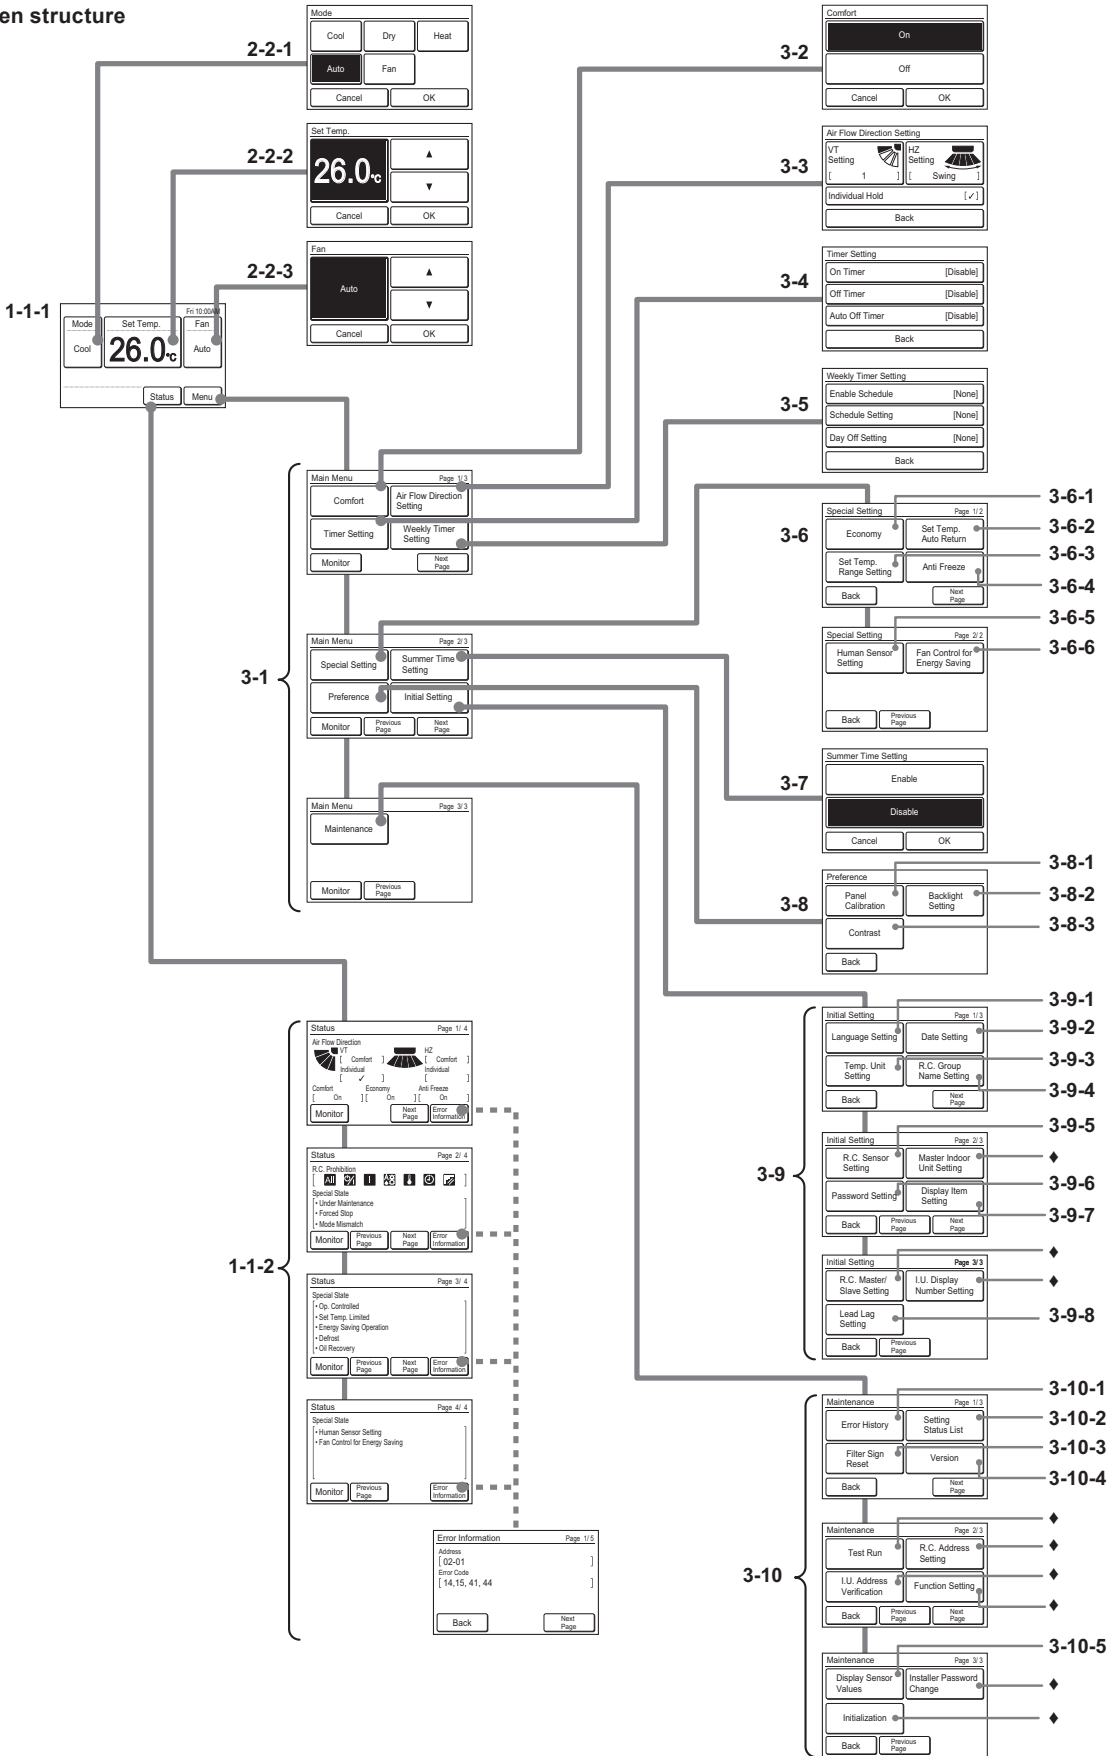 en structure
Mode
Cool
Dry
Heat
2-2-1
Auto
Fan
Cancel
OK
Set Temp.
2-2-2
26.0°C
▲
▼
Cancel
OK
Fan
2-2-3
Auto
▲
▼
Cancel
OK
1-1-1
Fri 10:00AM
Mode
Set Temp.
Fan
Cool
26.0°C
Auto
Status
Menu
Comfort
3-2
On
Off
Cancel
OK
Air Flow Direction Setting
3-3
VT
Setting
[ 1 ]
HZ
Setting
[ Swing ]
Individual Hold [✓]
Back
Timer Setting
3-4
On Timer [Disable]
Off Timer [Disable]
Auto Off Timer [Disable]
Back
Weekly Timer Setting
3-5
Enable Schedule [None]
Schedule Setting [None]
Day Off Setting [None]
Back
3-1
Main Menu Page 1/3
Comfort
Air Flow Direction
Setting
Timer Setting
Weekly Timer
Setting
Monitor
Next
Page
Main Menu Page 2/3
Special Setting
Summer Time
Setting
Preference
Initial Setting
Monitor
Previous
Page
Next
Page
Main Menu Page 3/3
Maintenance
Monitor
Previous
Page
3-6
Special Setting Page 1/2
Economy
Set Temp.
Auto Return
Set Temp.
Range Setting
Anti Freeze
Back
Next
Page
3-6-1
3-6-2
3-6-3
3-6-4
Special Setting Page 2/2
Human Sensor
Setting
Fan Control for
Energy Saving
Back
Previous
Page
3-6-5
3-6-6
Summer Time Setting
3-7
Enable
Disable
Cancel
OK
Preference
3-8
Panel
Calibration
Backlight
Setting
Contrast
Back
3-8-1
3-8-2
3-8-3
1-1-2
Status Page 1/ 4
Air Flow Direction
VT
[ Comfort ]
Individual
[ ✓ ]
HZ
[ Comfort ]
Individual
[ ]
Comfort
Economy
Anti Freeze
[ On ] [ On ] [ On ]
Monitor
Next
Page
Error
Information
Status Page 2/ 4
R.C. Prohibition
[ All ]
Special State
• Under Maintenance
• Forced Stop
• Mode Mismatch
Monitor
Previous
Page
Next
Page
Error
Information
Status Page 3/ 4
Special State
• Op. Controlled
• Set Temp. Limited
• Energy Saving Operation
• Defrost
• Oil Recovery
Monitor
Previous
Page
Next
Page
Error
Information
Status Page 4/ 4
Special State
• Human Sensor Setting
• Fan Control for Energy Saving
Monitor
Previous
Page
Error
Information
Error Information Page 1/5
Address
[ 02-01 ]
Error Code
[ 14,15, 41, 44 ]
Back
Next
Page
3-9
Initial Setting Page 1/3
Language Setting
Date Setting
Temp. Unit
Setting
R.C. Group
Name Setting
Back
Next
Page
3-9-1
3-9-2
3-9-3
3-9-4
Initial Setting Page 2/3
R.C. Sensor
Setting
Master Indoor
Unit Setting
Password Setting
Display Item
Setting
Back
Previous
Page
Next
Page
3-9-5
♦
3-9-6
3-9-7
Initial Setting Page 3/3
R.C. Master/
Slave Setting
I.U. Display
Number Setting
Lead Lag
Setting
Back
Previous
Page
♦
♦
3-9-8
3-10
Maintenance Page 1/3
Error History
Setting
Status List
Filter Sign
Reset
Version
Back
Next
Page
3-10-1
3-10-2
3-10-3
3-10-4
Maintenance Page 2/3
Test Run
R.C. Address
Setting
I.U. Address
Verification
Function Setting
Back
Previous
Page
Next
Page
♦
♦
♦
♦
Maintenance Page 3/3
Display Sensor
Values
Installer Password
Change
Initialization
Back
Previous
Page
3-10-5
♦
♦